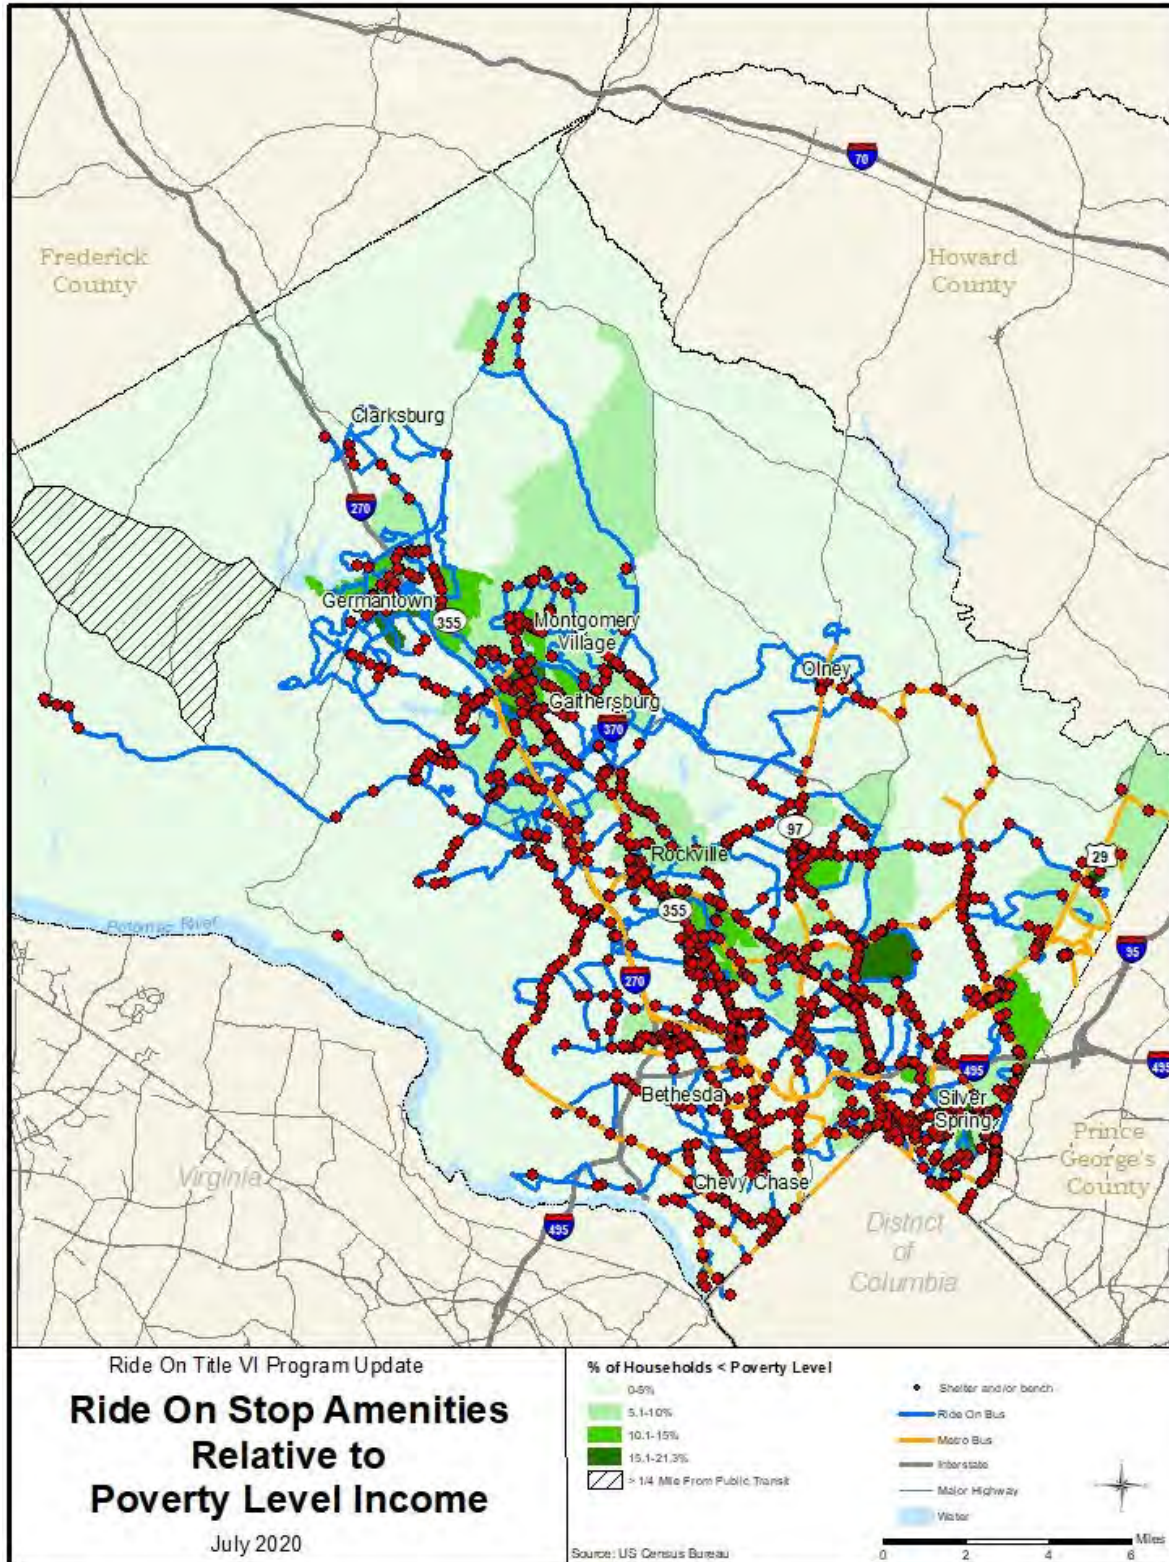 70
Frederick
County
Howard
County
Clarksburg
270
Germantown
355
Montgomery
Village
Olney
Gaithersburg
370
97
Rockville
29
355
Potomac River
95
270
495
495
Bethesda
Silver
Spring
Prince
George's
County
Virginia
Chevy Chase
495
District
of
Columbia
Ride On Title VI Program Update
Ride On Stop Amenities
Relative to
Poverty Level Income
July 2020
% of Households < Poverty Level
0-5%
5.1-10%
10.1-15%
15.1-21.3%
> 1/4 Mile From Public Transit
Source: US Census Bureau
Shelter and/or bench
Ride On Bus
Metro Bus
Interstate
Major Highway
Water
Miles
0 2 4 6